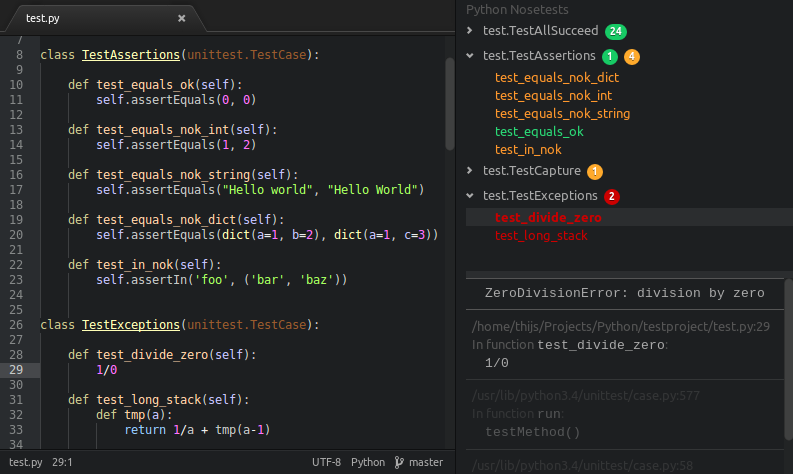 test.py ×
7
8 class TestAssertions(unittest.TestCase):
9
10 def test_equals_ok(self):
11 self.assertEquals(0, 0)
12
13 def test_equals_nok_int(self):
14 self.assertEquals(1, 2)
15
16 def test_equals_nok_string(self):
17 self.assertEquals("Hello world", "Hello World")
18
19 def test_equals_nok_dict(self):
20 self.assertEquals(dict(a=1, b=2), dict(a=1, c=3))
21
22 def test_in_nok(self):
23 self.assertIn('foo', ('bar', 'baz'))
24
25
26 class TestExceptions(unittest.TestCase):
27
28 def test_divide_zero(self):
29 1/0
30
31 def test_long_stack(self):
32 def tmp(a):
33 return 1/a + tmp(a-1)
34
test.py 29:1 UTF-8 Python master
Python Nosetests
test.TestAllSucceed 24
test.TestAssertions 1 4
test_equals_nok_dict
test_equals_nok_int
test_equals_nok_string
test_equals_ok
test_in_nok
test.TestCapture 1
test.TestExceptions 2
test_divide_zero
test_long_stack
ZeroDivisionError: division by zero
/home/thijs/Projects/Python/testproject/test.py:29
In function test_divide_zero:
1/0
/usr/lib/python3.4/unittest/case.py:577
In function run:
testMethod()
/usr/lib/python3.4/unittest/case.py:58